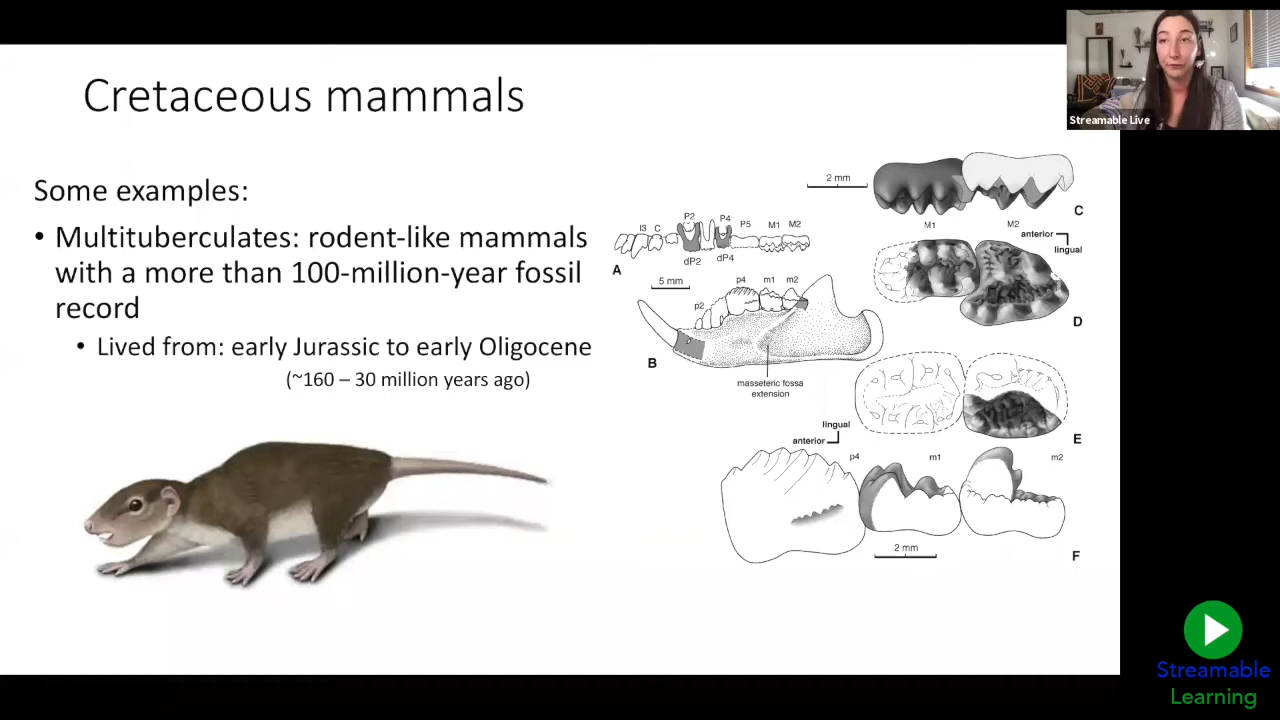 Cretaceous mammals
Streamable Live
Some examples:
• Multituberculates: rodent-like mammals
with a more than 100-million-year fossil
record
• Lived from: early Jurassic to early Oligocene
(~160 – 30 million years ago)
2 mm
C
I3 C P2 P4 P5 M1 M2
dP2 dP4
A
M1 M2
anterior
lingual
D
5 mm
p2 p4 m1 m2
B
masseteric fossa
extension
E
lingual
anterior
p4 m1 m2
2 mm
F
Streamable
Learning